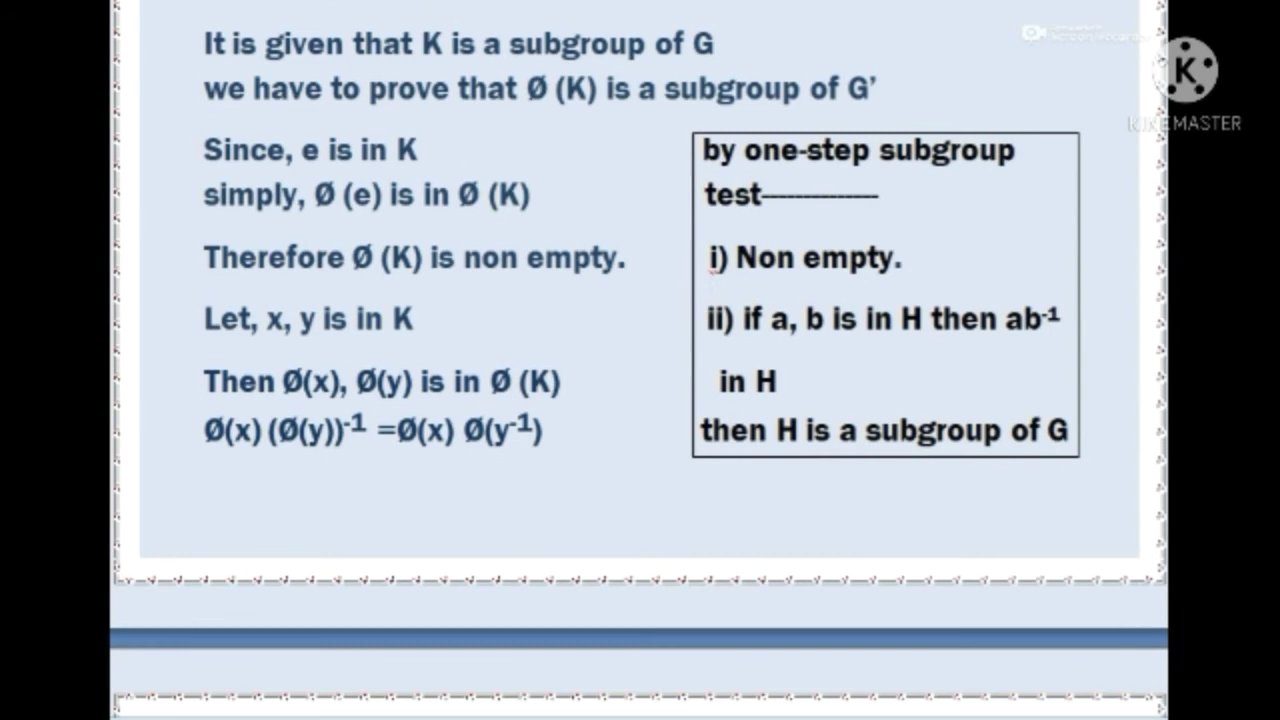 It is given that K is a subgroup of G
we have to prove that Ø (K) is a subgroup of G’
Since, e is in K
simply, Ø (e) is in Ø (K)
Therefore Ø (K) is non empty.
Let, x, y is in K
Then Ø(x), Ø(y) is in Ø (K)
Ø(x) (Ø(y))⁻¹ =Ø(x) Ø(y⁻¹)
by one-step subgroup
test--------------
i) Non empty.
ii) if a, b is in H then ab⁻¹
in H
then H is a subgroup of G
K
KINEMASTER